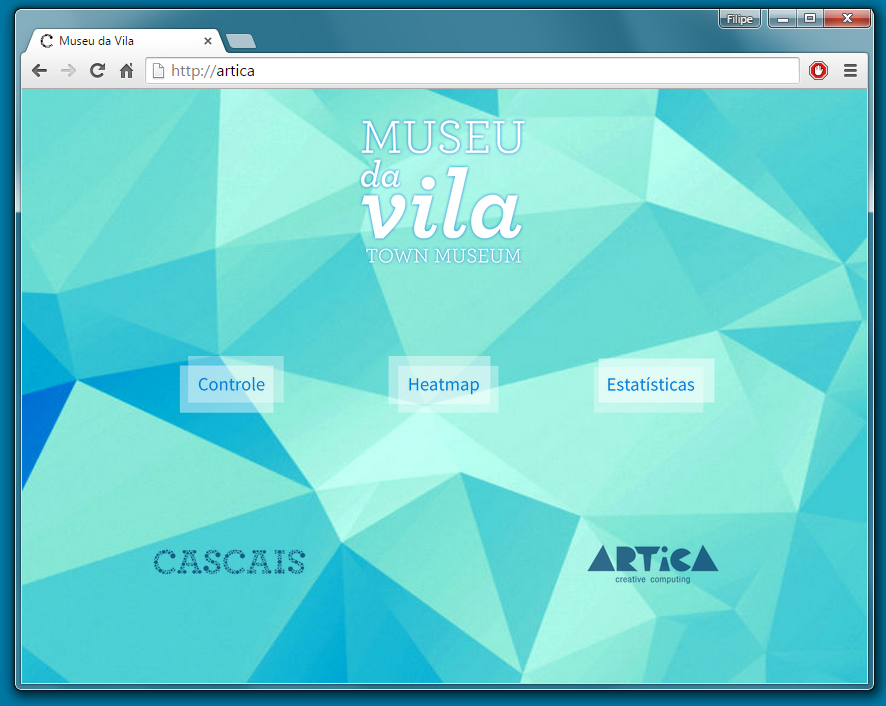 Filipe
Museu da Vila
http://artica
MUSEU
da
vila
TOWN MUSEUM
Controle
Heatmap
Estatísticas
CASCAIS
ARTiCA
creative computing